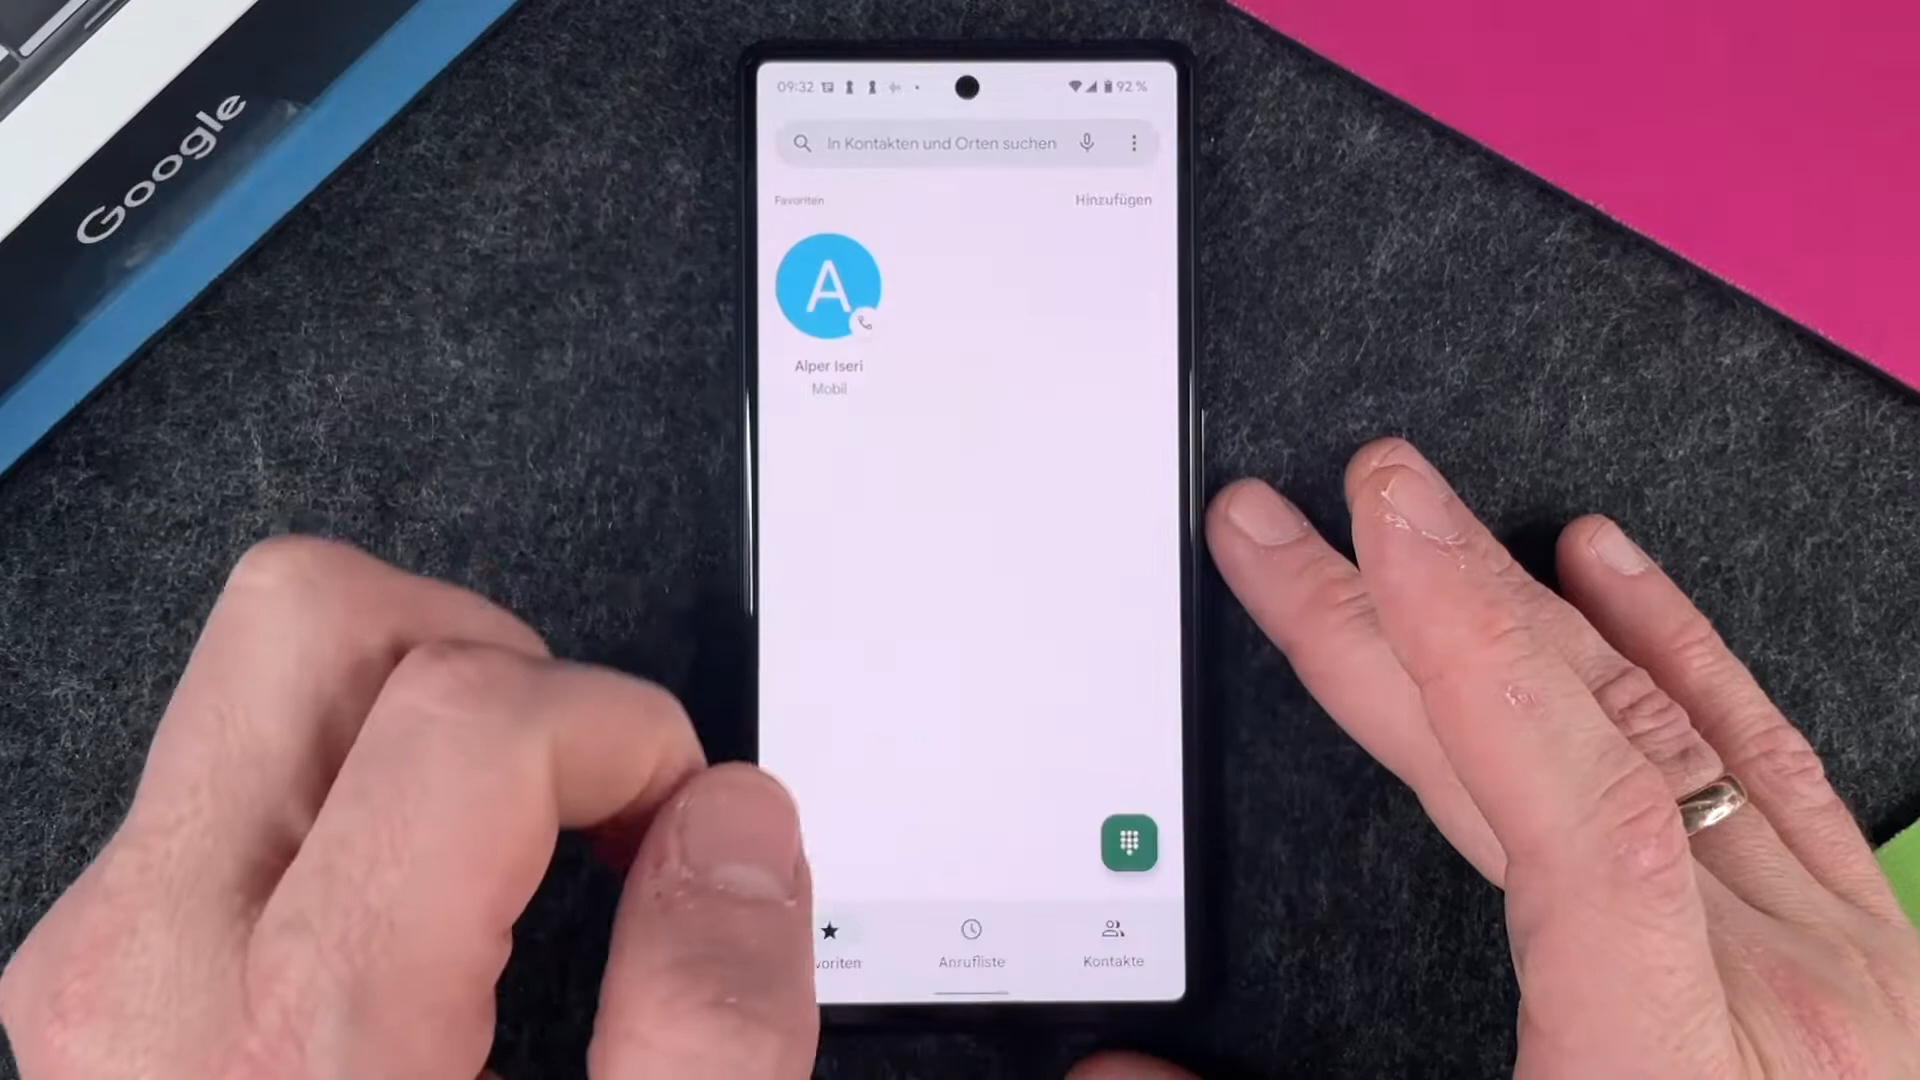 Google
09:32
92 %
In Kontakten und Orten suchen
Favoriten
Hinzufügen
A
Alper Iseri
Mobil
voriten
Anrufliste
Kontakte